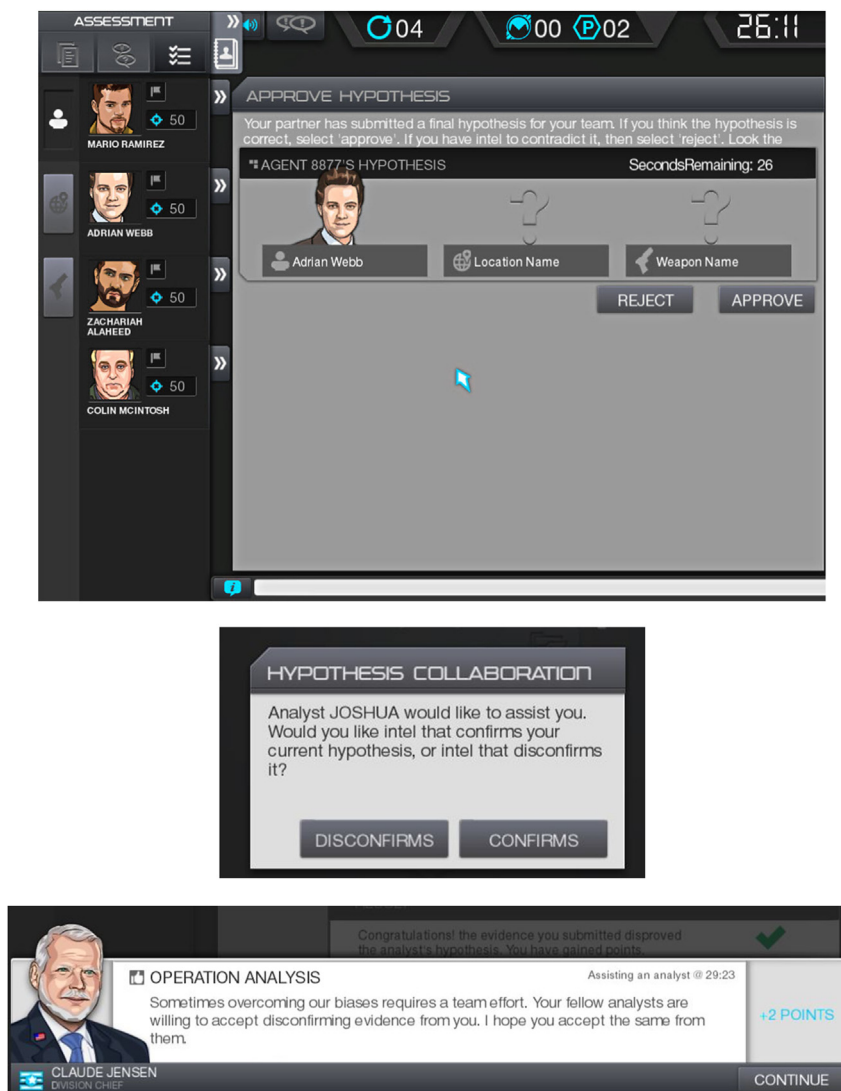 ASSESSMENT
04
00
P
02
26:11
50
MARIO RAMIREZ
50
ADRIAN WEBB
50
ZACHARIAH
ALAHEED
50
COLIN MCINTOSH
APPROVE HYPOTHESIS
Your partner has submitted a final hypothesis for your team. If you think the hypothesis is
correct, select 'approve'. If you have intel to contradict it, then select 'reject'. Look the
AGENT 8877'S HYPOTHESIS
SecondsRemaining: 26
Adrian Webb
Location Name
Weapon Name
REJECT
APPROVE
HYPOTHESIS COLLABORATION
Analyst JOSHUA would like to assist you.
Would you like intel that confirms your
current hypothesis, or intel that disconfirms
it?
DISCONFIRMS
CONFIRMS
Congratulations! the evidence you submitted disproved
the analyst's hypothesis. You have gained points.
OPERATION ANALYSIS
Assisting an analyst @ 29:23
Sometimes overcoming our biases requires a team effort. Your fellow analysts are
willing to accept disconfirming evidence from you. I hope you accept the same from
them.
+2 POINTS
CLAUDE JENSEN
DIVISION CHIEF
CONTINUE